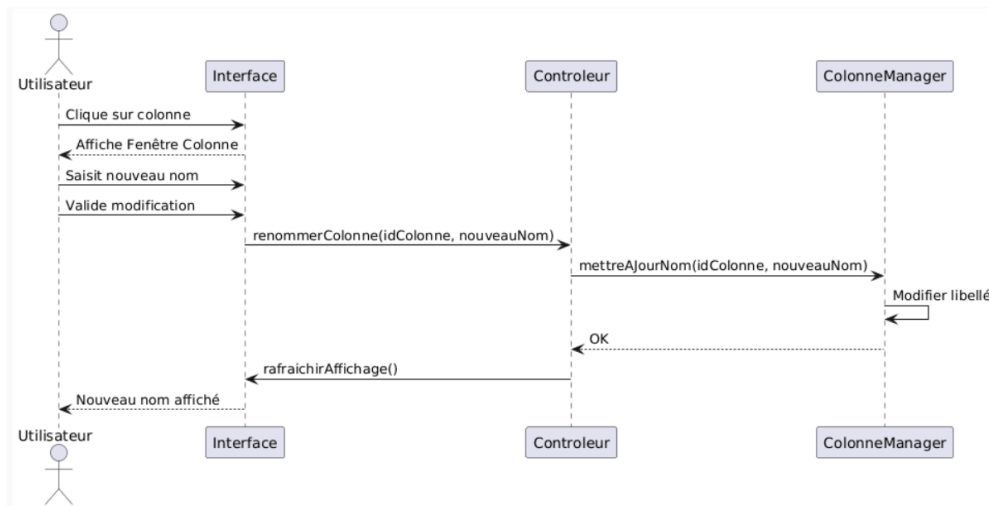 Utilisateur
Interface
Controleur
ColonneManager
Clique sur colonne
Affiche Fenêtre Colonne
Saisit nouveau nom
Valide modification
renommerColonne(idColonne, nouveauNom)
mettreAJourNom(idColonne, nouveauNom)
Modifier libellé
OK
rafraichirAffichage()
Nouveau nom affiché
Utilisateur
Interface
Controleur
ColonneManager